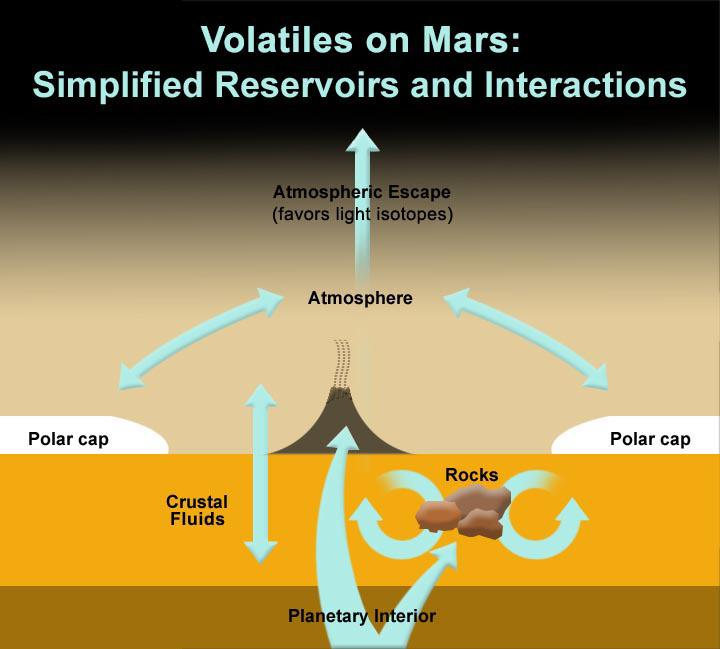 Volatiles on Mars:
Simplified Reservoirs and Interactions
Atmospheric Escape
(favors light isotopes)
Atmosphere
Polar cap
Polar cap
Rocks
Crustal
Fluids
Planetary Interior